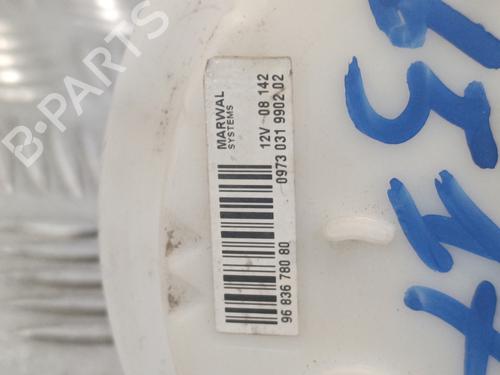 MARWAL
SYSTEMS
12V 08 142
0973 031 9902 02
96 836 780 80
B-PARTS